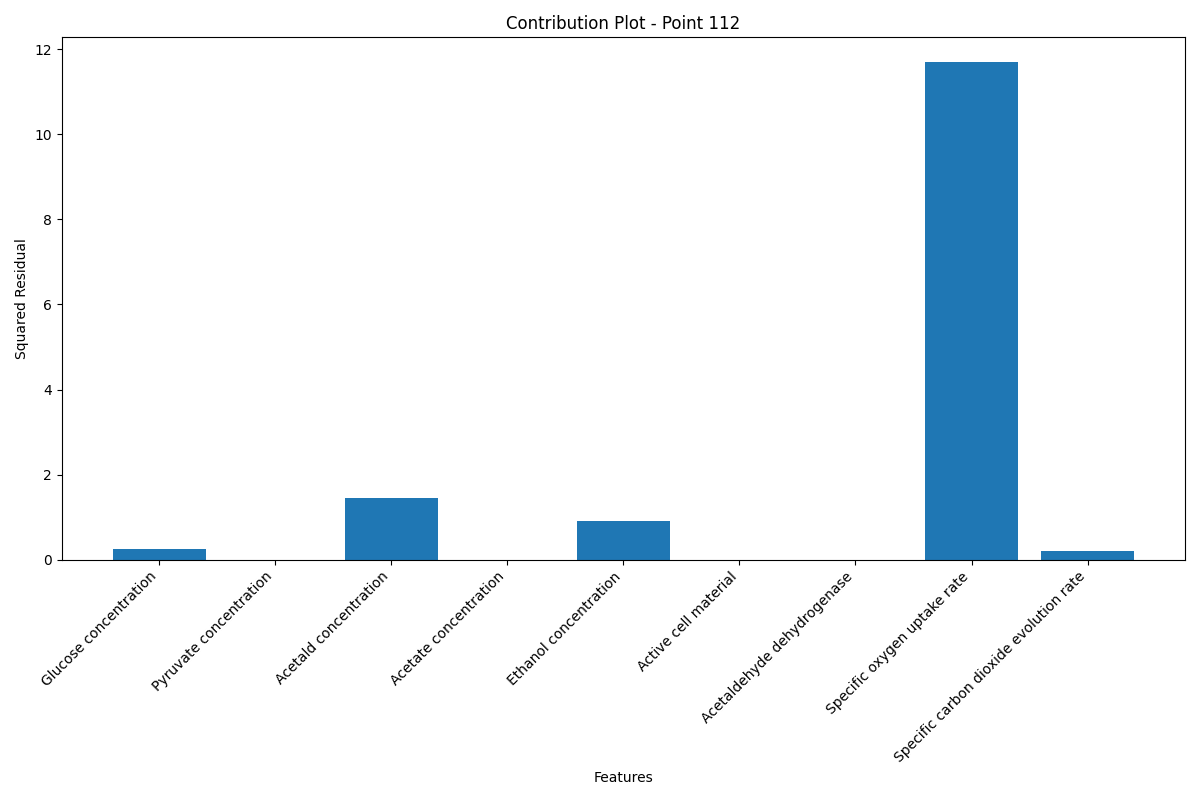 Contribution Plot - Point 112
12
10
8
6
4
2
0
Squared Residual
Glucose concentration
Pyruvate concentration
Acetald concentration
Acetate concentration
Ethanol concentration
Active cell material
Acetaldehyde dehydrogenase
Specific oxygen uptake rate
Specific carbon dioxide evolution rate
Features